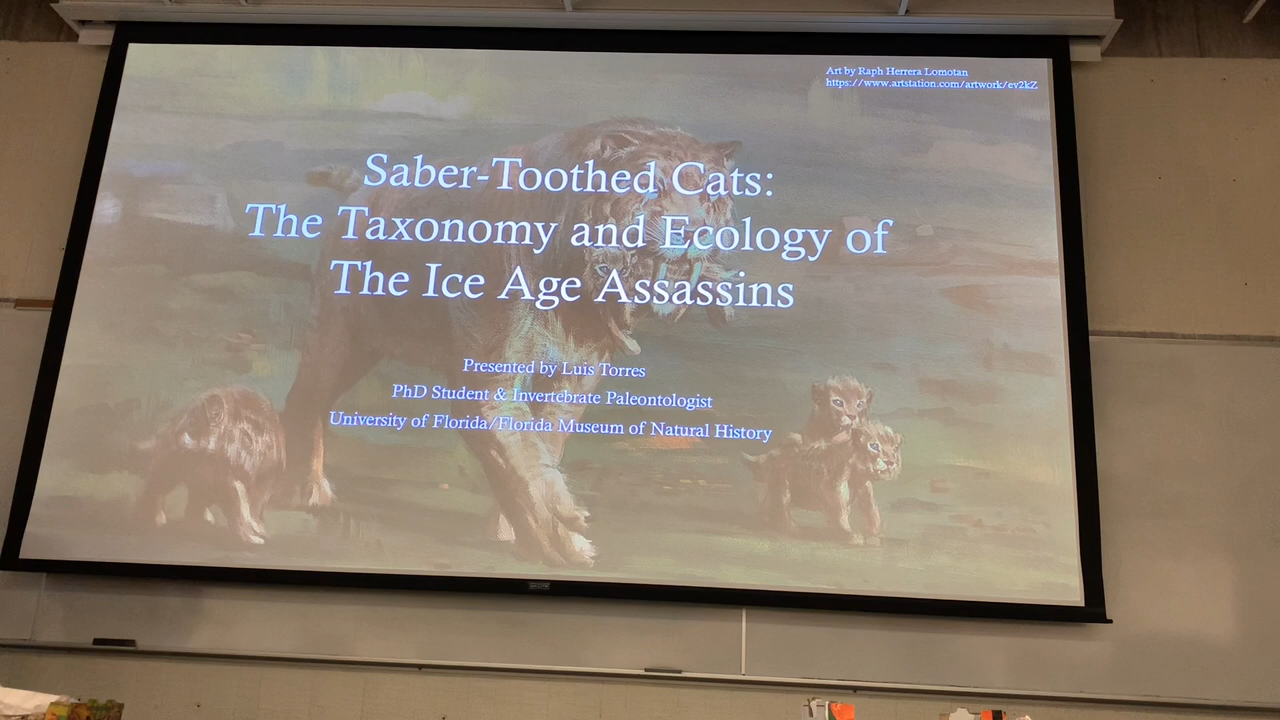 Art by Raph Herrera Lomotan
https://www.artstation.com/artwork/ev2kZ
Saber-Toothed Cats:
The Taxonomy and Ecology of
The Ice Age Assassins
Presented by Luis Torres
PhD Student & Invertebrate Paleontologist
University of Florida/Florida Museum of Natural History